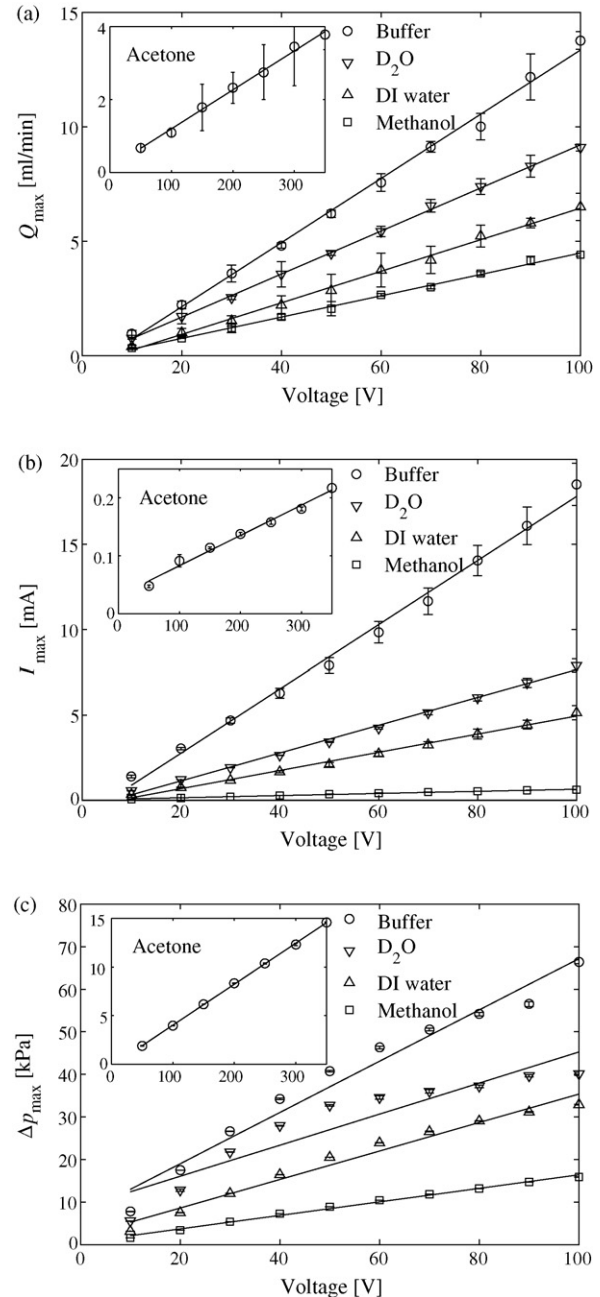 (a)
15
10
5
0
Q_max [ml/min]
4
2
0
0 100 200 300
Acetone
Buffer
D₂O
DI water
Methanol
0 20 40 60 80 100
Voltage [V]
(b)
20
15
10
5
0
I_max [mA]
0.2
0.1
0
0 100 200 300
Acetone
Buffer
D₂O
DI water
Methanol
0 20 40 60 80 100
Voltage [V]
(c)
80
70
60
50
40
30
20
10
0
Δp_max [kPa]
15
10
5
0
0 100 200 300
Acetone
Buffer
D₂O
DI water
Methanol
0 20 40 60 80 100
Voltage [V]